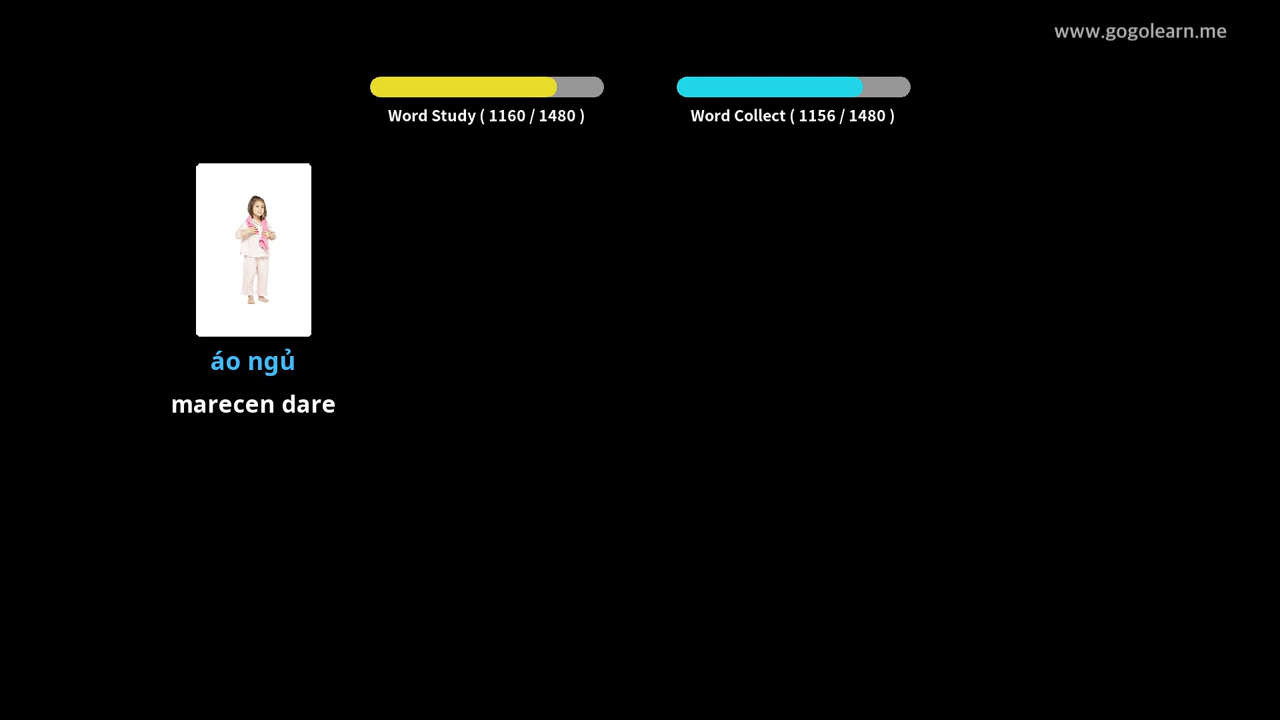 www.gogolearn.me
Word Study ( 1160 / 1480 )
Word Collect ( 1156 / 1480 )
áo ngủ
marecen dare